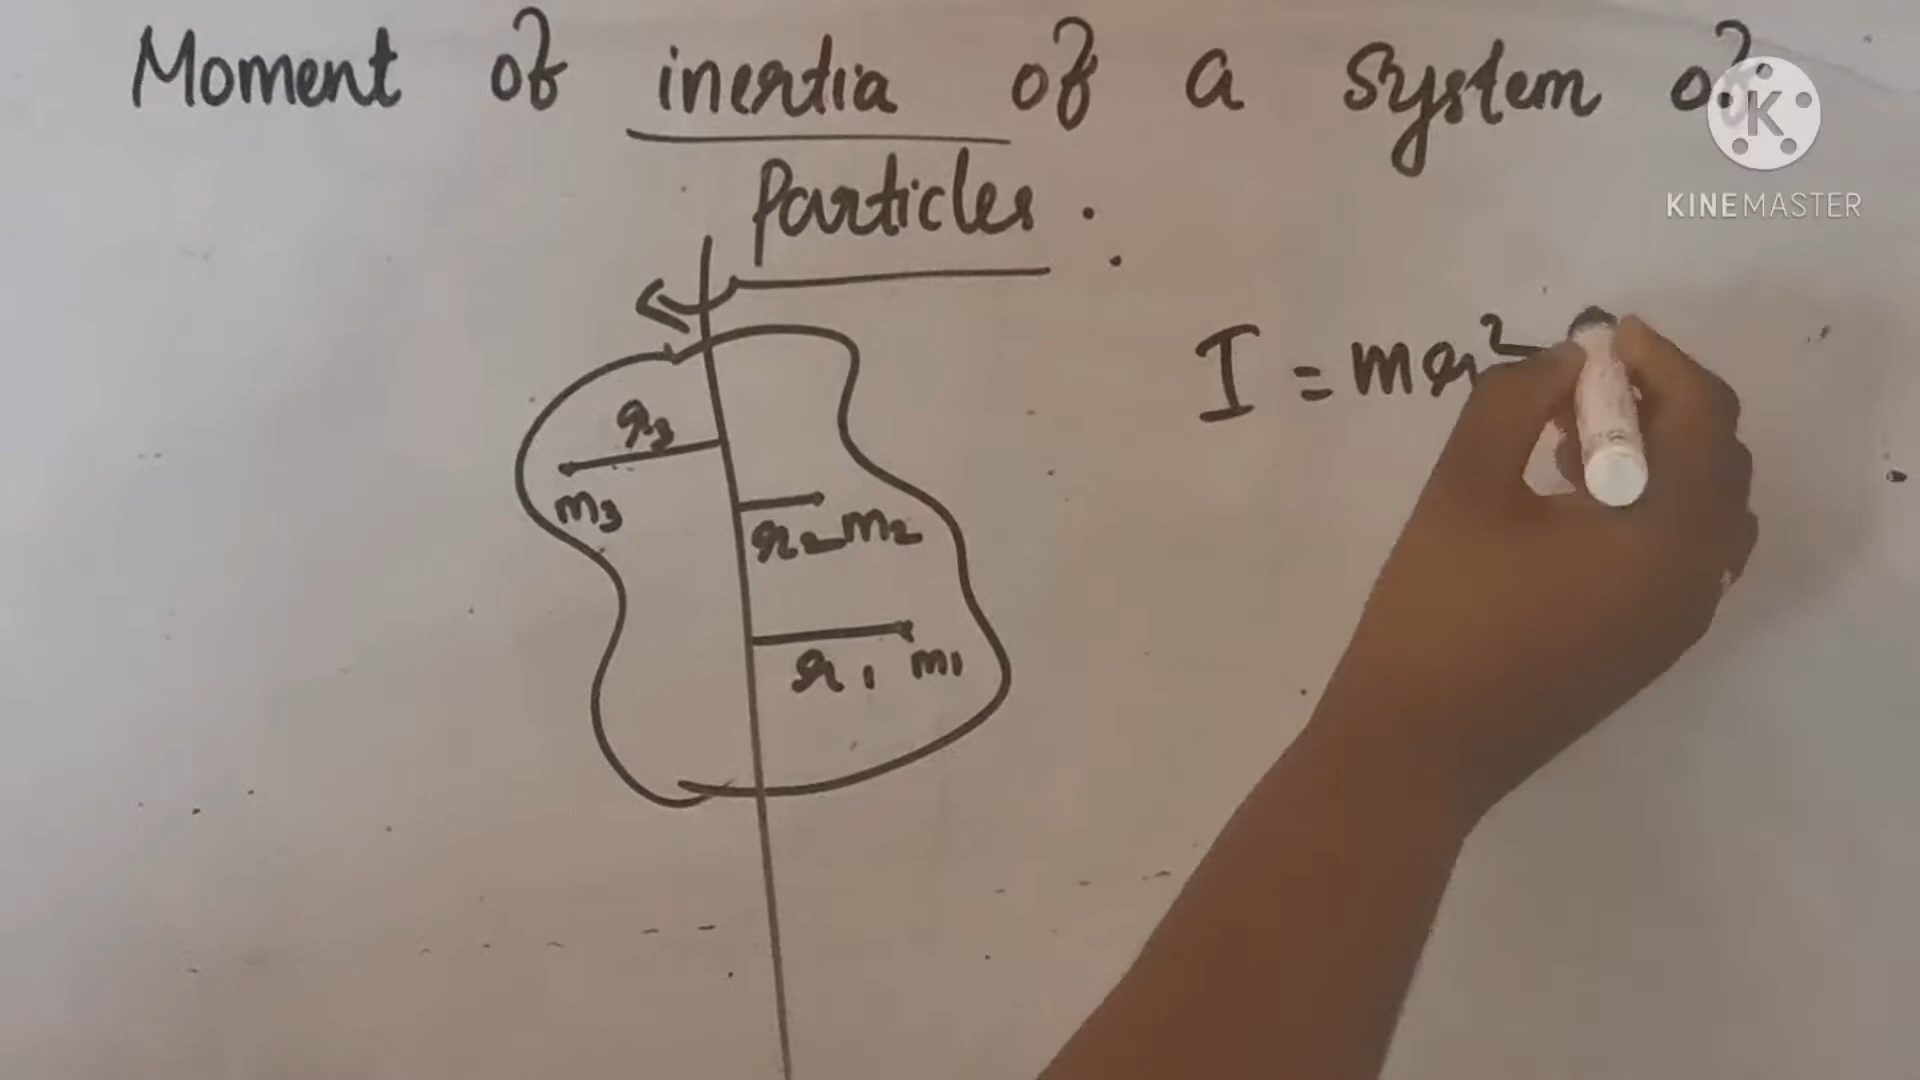 Moment of inertia of a system of
Particles.
K
KINEMASTER
I = mr²
r3
m3
r2 m2
r1 m1